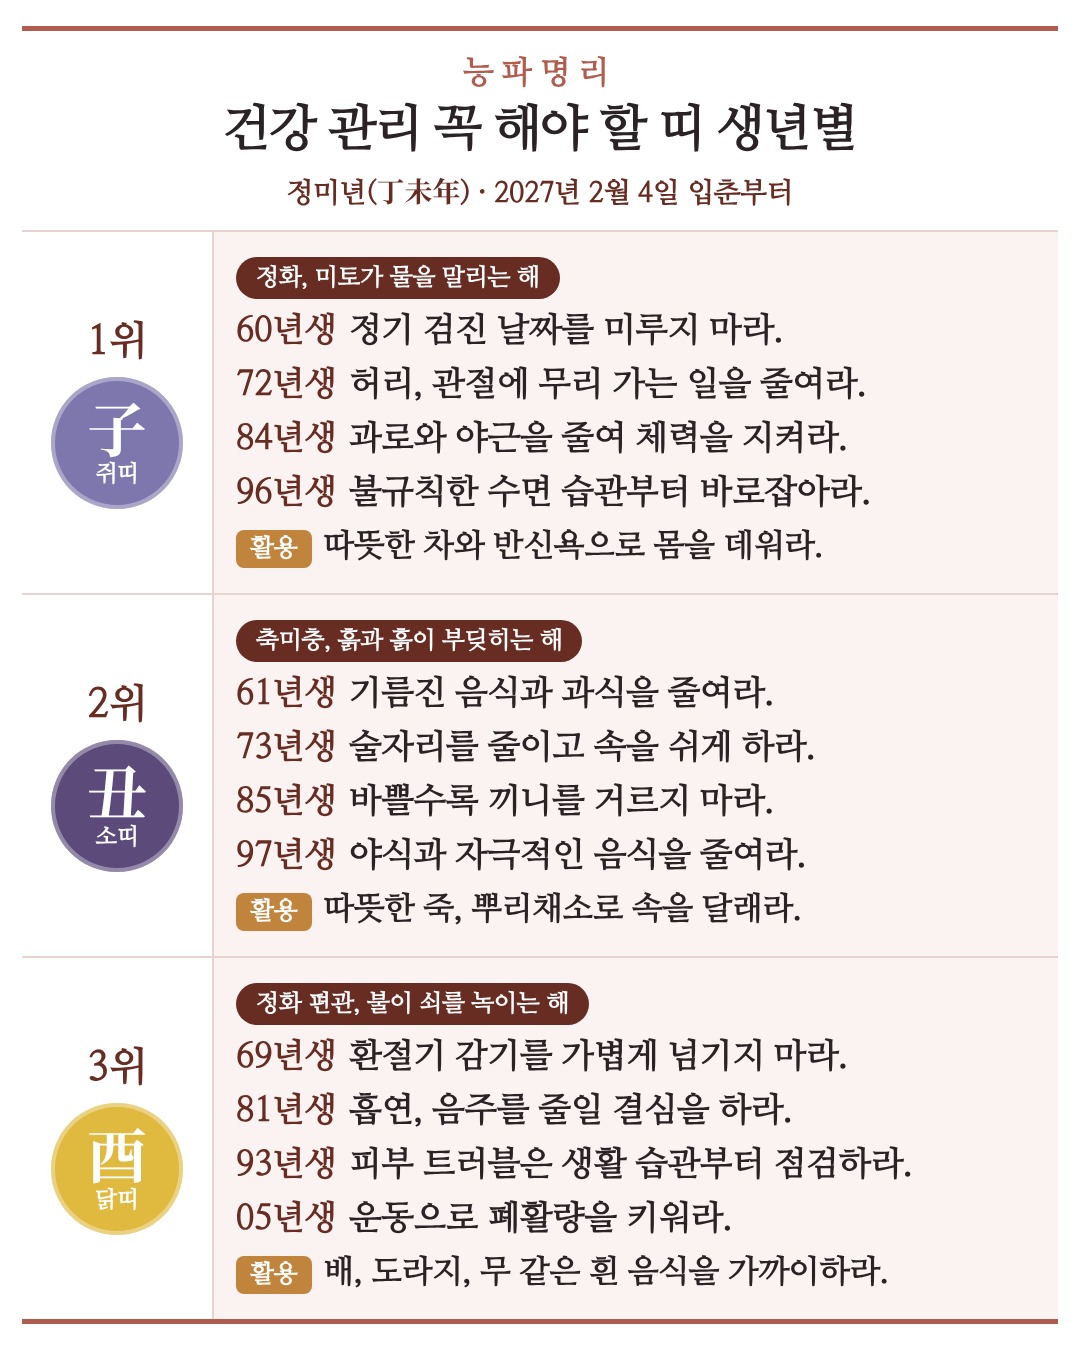 능파명리
건강 관리 꼭 해야 할 띠 생년별
정미년(丁未年) · 2027년 2월 4일 입춘부터
1위
子
쥐띠
정화, 미토가 물을 말리는 해
60년생 정기 검진 날짜를 미루지 마라.
72년생 허리, 관절에 무리 가는 일을 줄여라.
84년생 과로와 야근을 줄여 체력을 지켜라.
96년생 불규칙한 수면 습관부터 바로잡아라.
활용 따뜻한 차와 반신욕으로 몸을 데워라.
2위
丑
소띠
축미충, 흙과 흙이 부딪히는 해
61년생 기름진 음식과 과식을 줄여라.
73년생 술자리를 줄이고 속을 쉬게 하라.
85년생 바쁠수록 끼니를 거르지 마라.
97년생 야식과 자극적인 음식을 줄여라.
활용 따뜻한 죽, 뿌리채소로 속을 달래라.
3위
酉
닭띠
정화 편관, 불이 쇠를 녹이는 해
69년생 환절기 감기를 가볍게 넘기지 마라.
81년생 흡연, 음주를 줄일 결심을 하라.
93년생 피부 트러블은 생활 습관부터 점검하라.
05년생 운동으로 폐활량을 키워라.
활용 배, 도라지, 무 같은 흰 음식을 가까이하라.